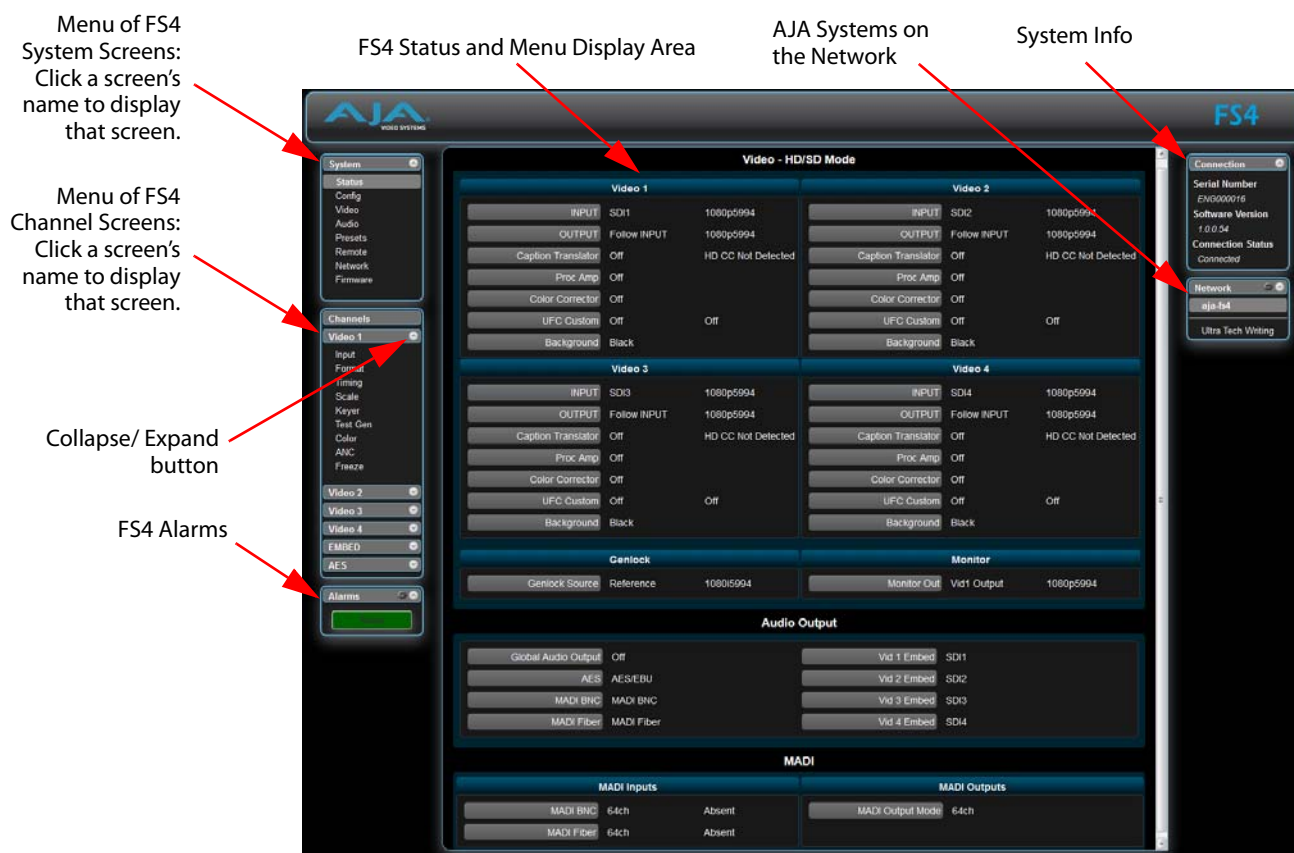 Menu of FS4
System Screens:
Click a screen's
name to display
that screen.
FS4 Status and Menu Display Area
AJA Systems on
the Network
System Info
Menu of FS4
Channel Screens:
Click a screen's
name to display
that screen.
Collapse/ Expand
button
FS4 Alarms
AJA
VIDEO SYSTEMS
FS4
System
Status
Config
Video
Audio
Presets
Remote
Network
Firmware
Channels
Video 1
Input
Format
Timing
Scale
Keyer
Test Gen
Color
ANC
Freeze
Video 2
Video 3
Video 4
EMBED
AES
Alarms
Video - HD/SD Mode
Video 1
INPUT SDI1 1080p5994
OUTPUT Follow INPUT 1080p5994
Caption Translator Off HD CC Not Detected
Proc Amp Off
Color Corrector Off
UFC Custom Off Off
Background Black
Video 2
INPUT SDI2 1080p5994
OUTPUT Follow INPUT 1080p5994
Caption Translator Off HD CC Not Detected
Proc Amp Off
Color Corrector Off
UFC Custom Off Off
Background Black
Video 3
INPUT SDI3 1080p5994
OUTPUT Follow INPUT 1080p5994
Caption Translator Off HD CC Not Detected
Proc Amp Off
Color Corrector Off
UFC Custom Off Off
Background Black
Video 4
INPUT SDI4 1080p5994
OUTPUT Follow INPUT 1080p5994
Caption Translator Off HD CC Not Detected
Proc Amp Off
Color Corrector Off
UFC Custom Off Off
Background Black
Genlock
Genlock Source Reference 1080i5994
Monitor
Monitor Out Vid1 Output 1080p5994
Audio Output
Global Audio Output Off
AES AES/EBU
MADI BNC MADI BNC
MADI Fiber MADI Fiber
Vid 1 Embed SDI1
Vid 2 Embed SDI2
Vid 3 Embed SDI3
Vid 4 Embed SDI4
MADI
MADI Inputs
MADI BNC 64ch Absent
MADI Fiber 64ch Absent
MADI Outputs
MADI Output Mode 64ch
Connection
Serial Number
ENG000016
Software Version
1.0.0.54
Connection Status
Connected
Network
aja-fs4
Ultra Tech Writing